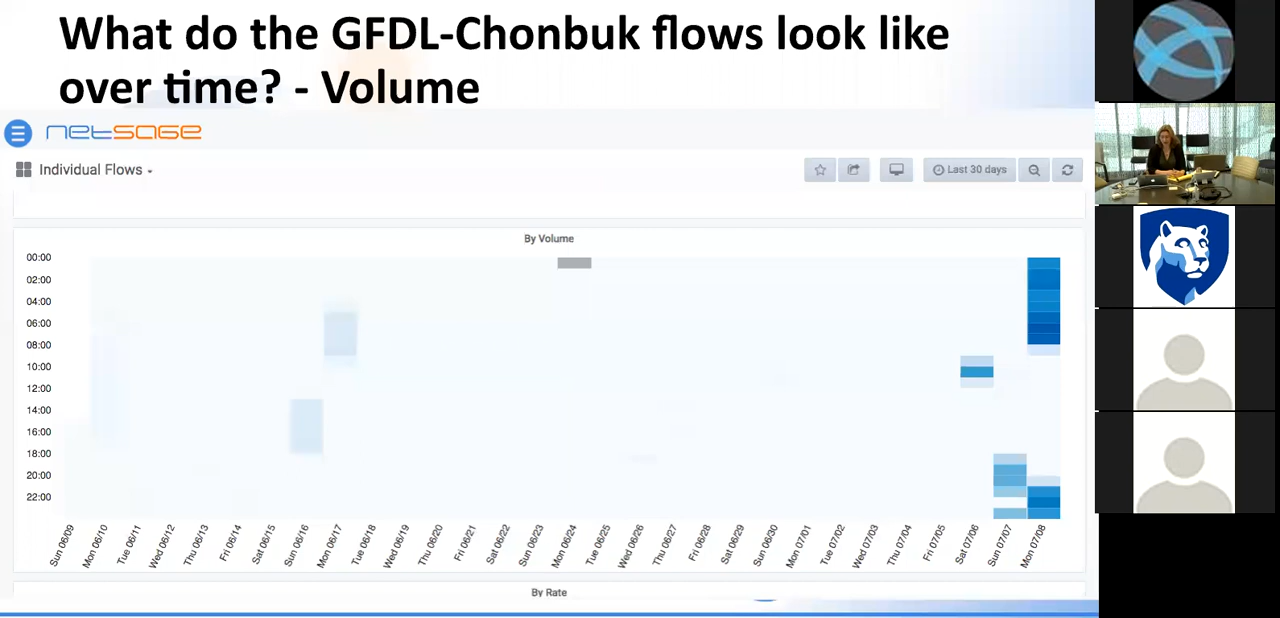 What do the GFDL-Chonbuk flows look like
over time? - Volume
netsage
Individual Flows
Last 30 days
By Volume
00:00
02:00
04:00
06:00
08:00
10:00
12:00
14:00
16:00
18:00
20:00
22:00
Sun 06/09
Mon 06/10
Tue 06/11
Wed 06/12
Thu 06/13
Fri 06/14
Sat 06/15
Sun 06/16
Mon 06/17
Tue 06/18
Wed 06/19
Thu 06/20
Fri 06/21
Sat 06/22
Sun 06/23
Mon 06/24
Tue 06/25
Wed 06/26
Thu 06/27
Fri 06/28
Sat 06/29
Sun 06/30
Mon 07/01
Tue 07/02
Wed 07/03
Thu 07/04
Fri 07/05
Sat 07/06
Sun 07/07
Mon 07/08
By Rate